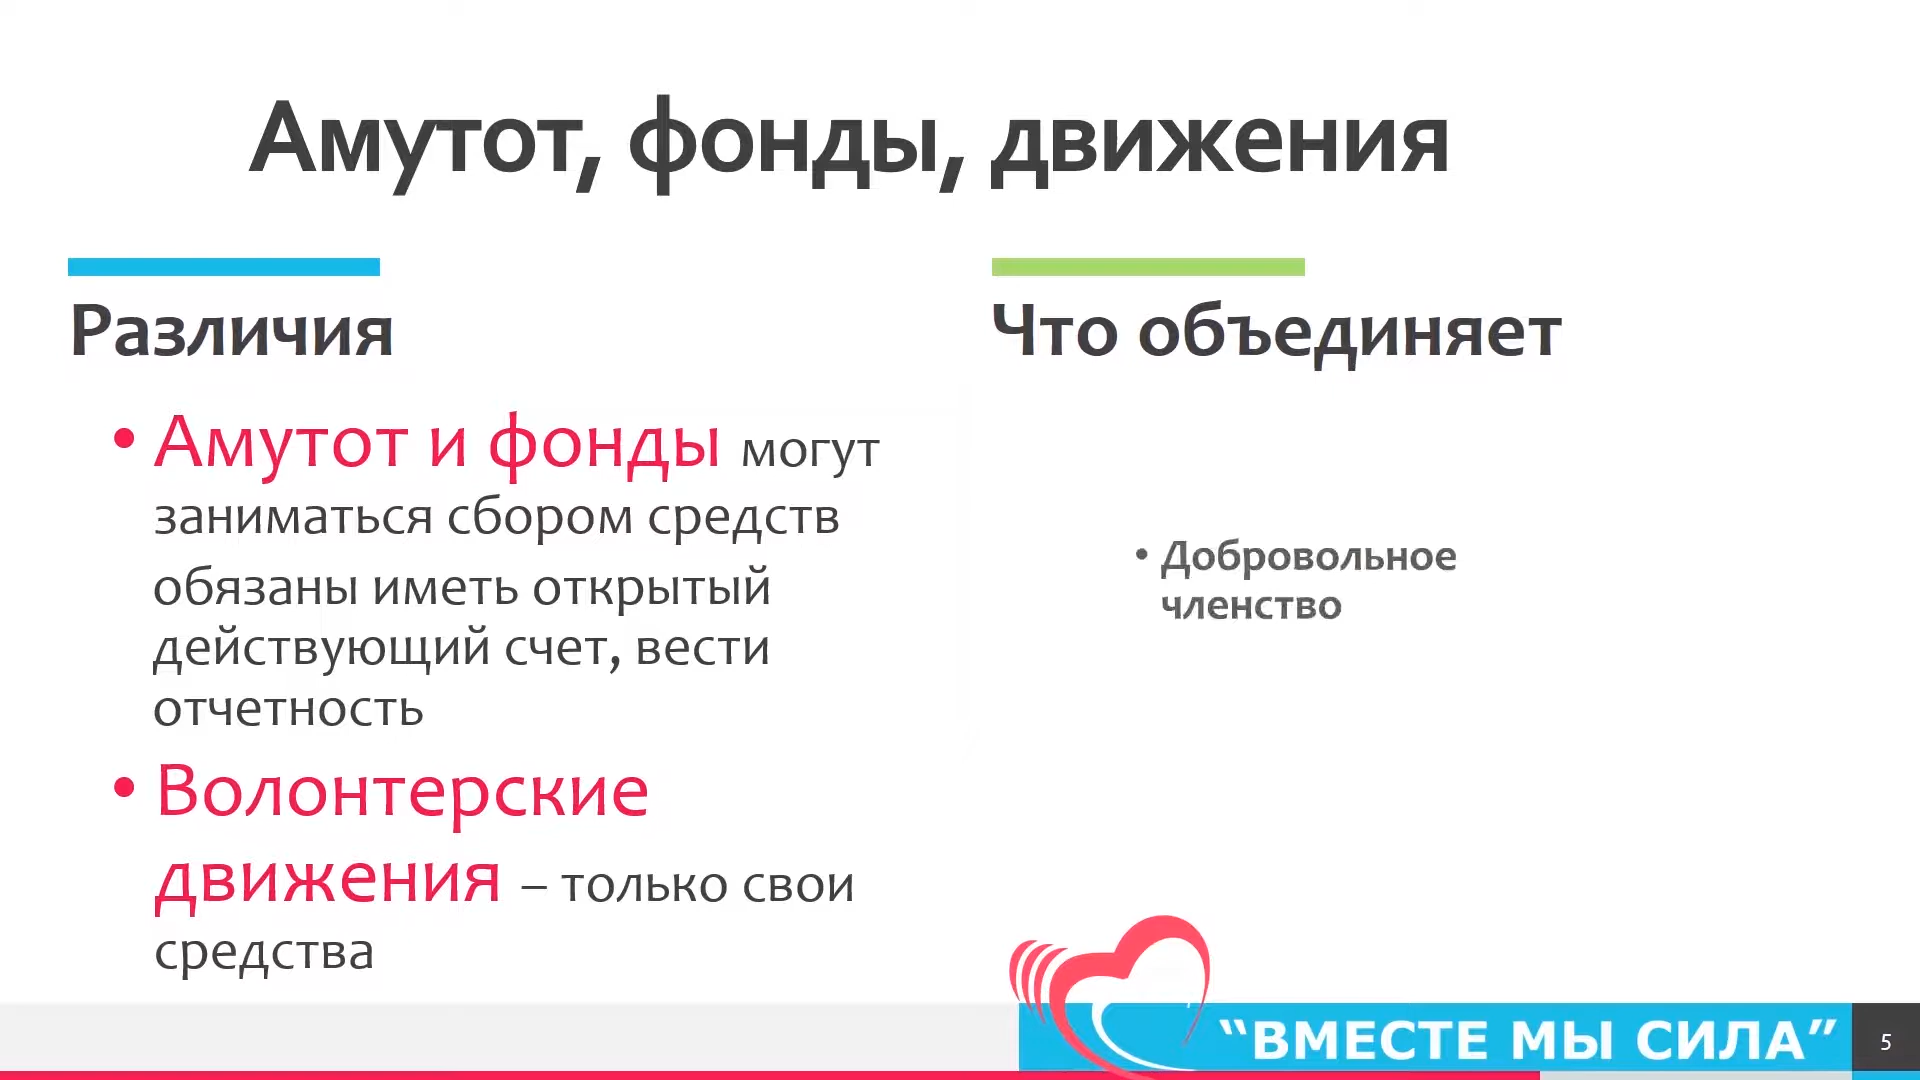 Амутот, фонды, движения
Различия
• Амутот и фонды могут
заниматься сбором средств
обязаны иметь открытый
действующий счет, вести
отчетность
• Волонтерские
движения – только свои
средства
Что объединяет
• Добровольное
членство
“ВМЕСТЕ МЫ СИЛА”
5